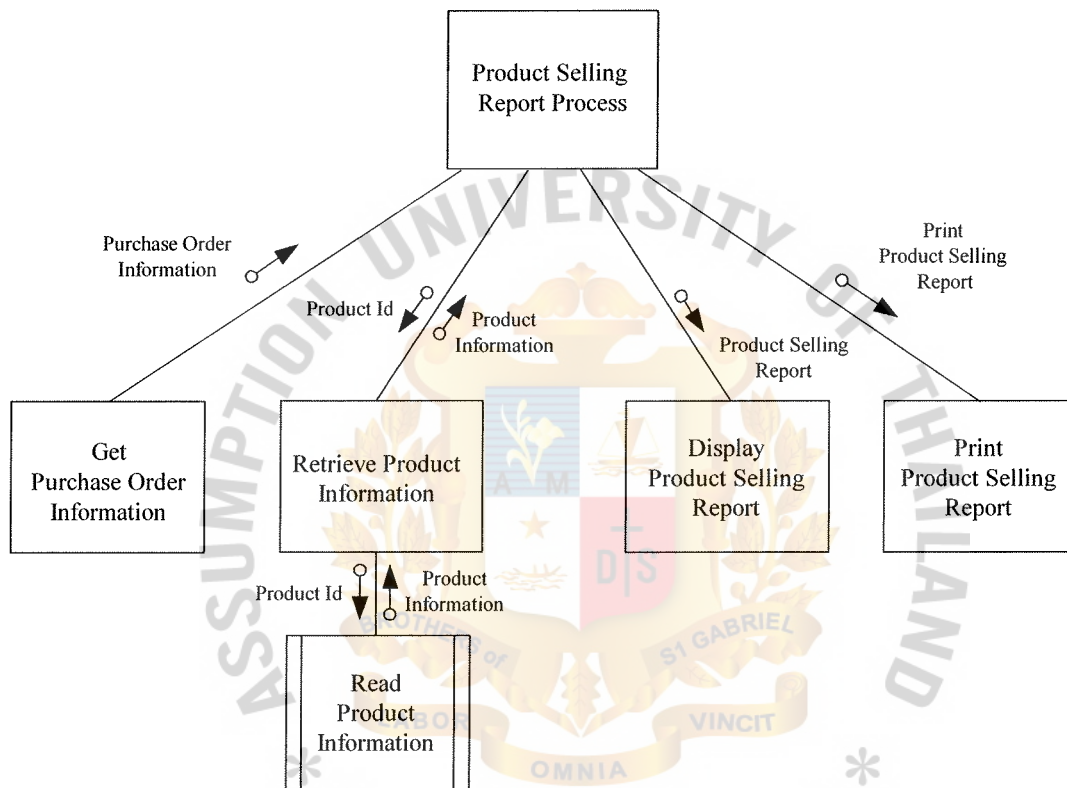 Product Selling
Report Process
Purchase Order
Information
Product Id
Product
Information
Product Selling
Report
Print
Product Selling
Report
Get
Purchase Order
Information
Retrieve Product
Information
Display
Product Selling
Report
Print
Product Selling
Report
Product Id
Product
Information
Read
Product
Information
ASSUMPTION UNIVERSITY OF THAILAND
A M
D S
BROTHERS of
S1 GABRIEL
LABOR
VINCIT
OMNIA
* *